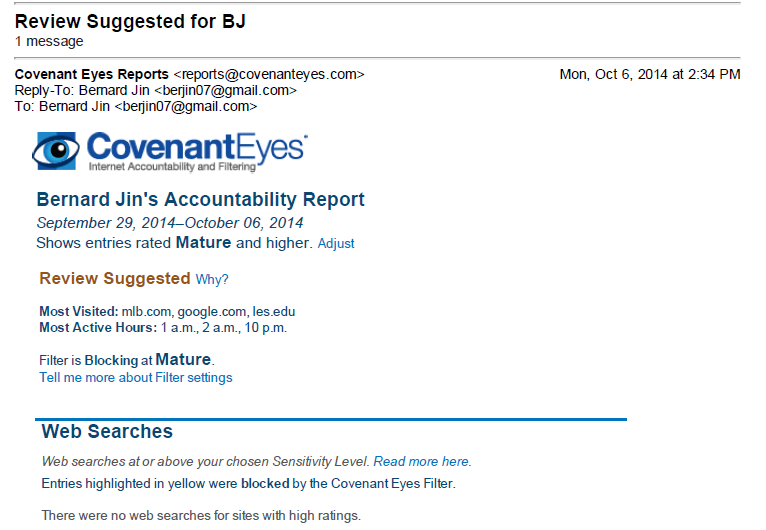 Review Suggested for BJ
1 message
Covenant Eyes Reports <reports@covenanteyes.com> Mon, Oct 6, 2014 at 2:34 PM
Reply-To: Bernard Jin <berjin07@gmail.com>
To: Bernard Jin <berjin07@gmail.com>
CovenantEyes
Internet Accountability and Filtering
Bernard Jin's Accountability Report
September 29, 2014–October 06, 2014
Shows entries rated Mature and higher. Adjust
Review Suggested Why?
Most Visited: mlb.com, google.com, les.edu
Most Active Hours: 1 a.m., 2 a.m., 10 p.m.
Filter is Blocking at Mature.
Tell me more about Filter settings
Web Searches
Web searches at or above your chosen Sensitivity Level. Read more here.
Entries highlighted in yellow were blocked by the Covenant Eyes Filter.
There were no web searches for sites with high ratings.